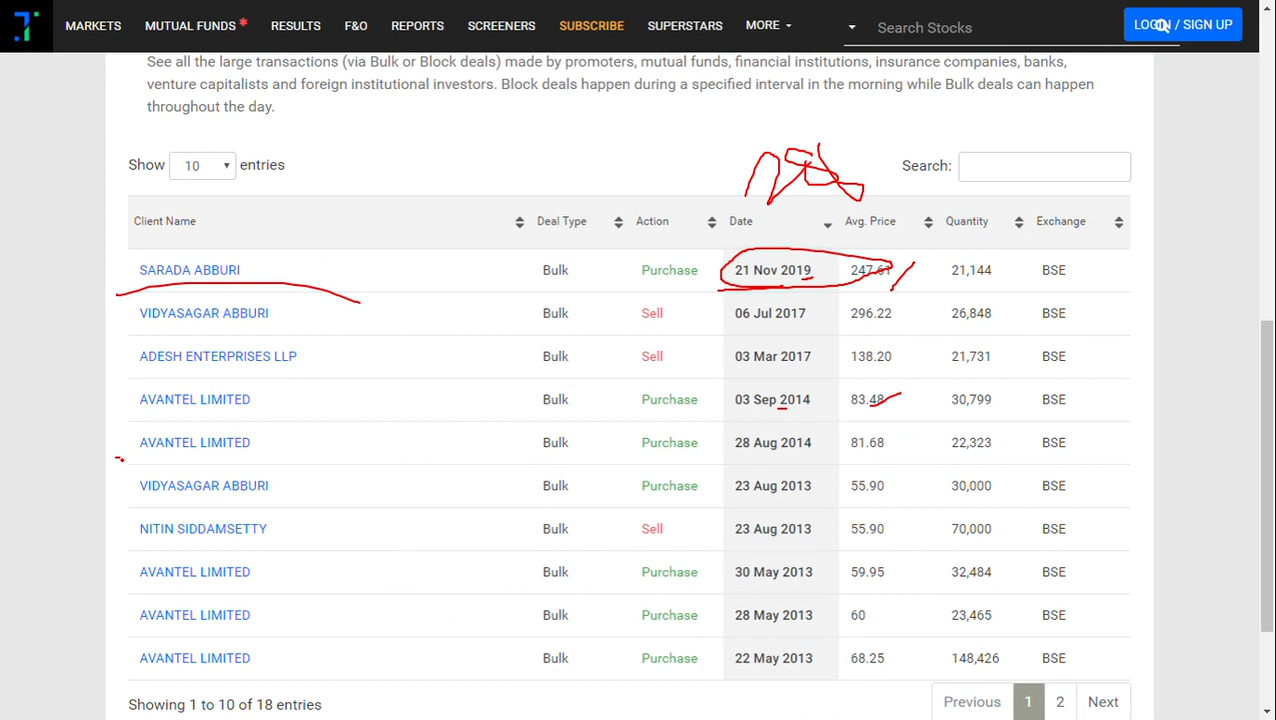 MARKETS MUTUAL FUNDS * RESULTS F&O REPORTS SCREENERS SUBSCRIBE SUPERSTARS MORE Search Stocks LOGIN / SIGN UP
See all the large transactions (via Bulk or Block deals) made by promoters, mutual funds, financial institutions, insurance companies, banks,
venture capitalists and foreign institutional investors. Block deals happen during a specified interval in the morning while Bulk deals can happen
throughout the day.
Show 10 entries Search:
Client Name Deal Type Action Date Avg. Price Quantity Exchange
SARADA ABBURI Bulk Purchase 21 Nov 2019 247.61 21,144 BSE
VIDYASAGAR ABBURI Bulk Sell 06 Jul 2017 296.22 26,848 BSE
ADESH ENTERPRISES LLP Bulk Sell 03 Mar 2017 138.20 21,731 BSE
AVANTEL LIMITED Bulk Purchase 03 Sep 2014 83.48 30,799 BSE
AVANTEL LIMITED Bulk Purchase 28 Aug 2014 81.68 22,323 BSE
VIDYASAGAR ABBURI Bulk Purchase 23 Aug 2013 55.90 30,000 BSE
NITIN SIDDAMSETTY Bulk Sell 23 Aug 2013 55.90 70,000 BSE
AVANTEL LIMITED Bulk Purchase 30 May 2013 59.95 32,484 BSE
AVANTEL LIMITED Bulk Purchase 28 May 2013 60 23,465 BSE
AVANTEL LIMITED Bulk Purchase 22 May 2013 68.25 148,426 BSE
Showing 1 to 10 of 18 entries Previous 1 2 Next